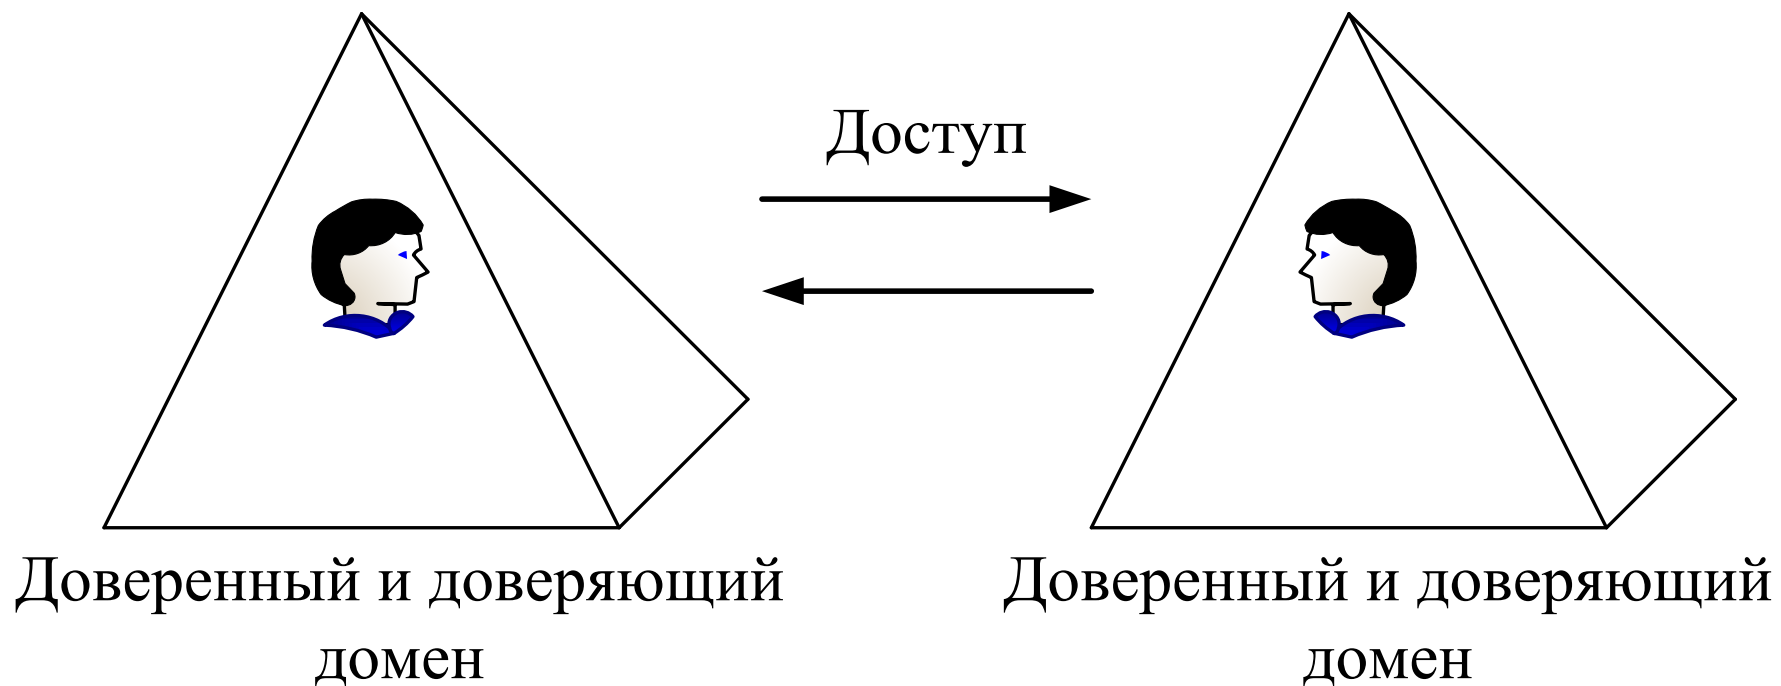 Доступ
Доверенный и доверяющий
домен
Доверенный и доверяющий
домен